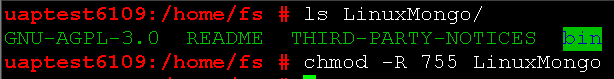 uaptest6109:/home/fs # ls LinuxMongo/
GNU-AGPL-3.0 README THIRD-PARTY-NOTICES bin
uaptest6109:/home/fs # chmod -R 755 LinuxMongo